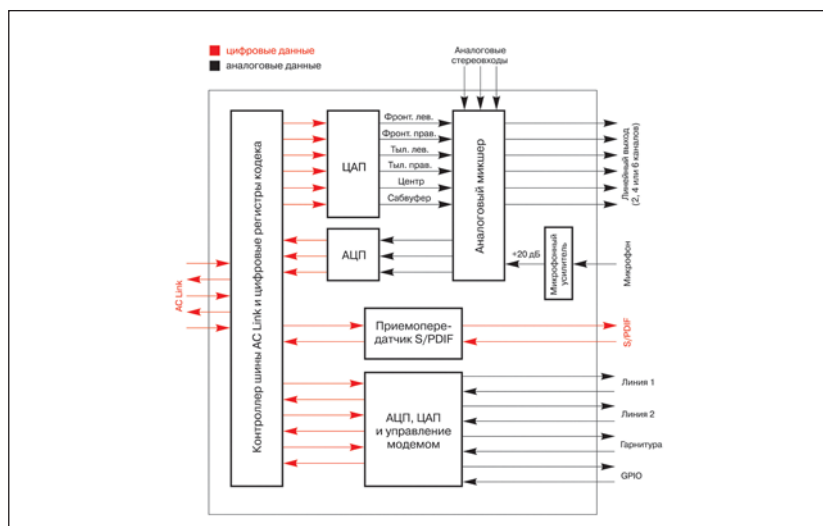 цифровые данные
аналоговые данные
Аналоговые
стереовходы
Контроллер шины AC Link и цифровые регистры кодека
ЦАП
Фронт. лев.
Фронт. прав.
Тыл. лев.
Тыл. прав.
Центр
Сабвуфер
Аналоговый микшер
Линейный выход
(2, 4 или 6 каналов)
АЦП
+20 дБ
Микрофонный
усилитель
Микрофон
AC Link
Приемопере-
датчик S/PDIF
S/PDIF
АЦП, ЦАП
и управление
модемом
Линия 1
Линия 2
Гарнитура
GPIO